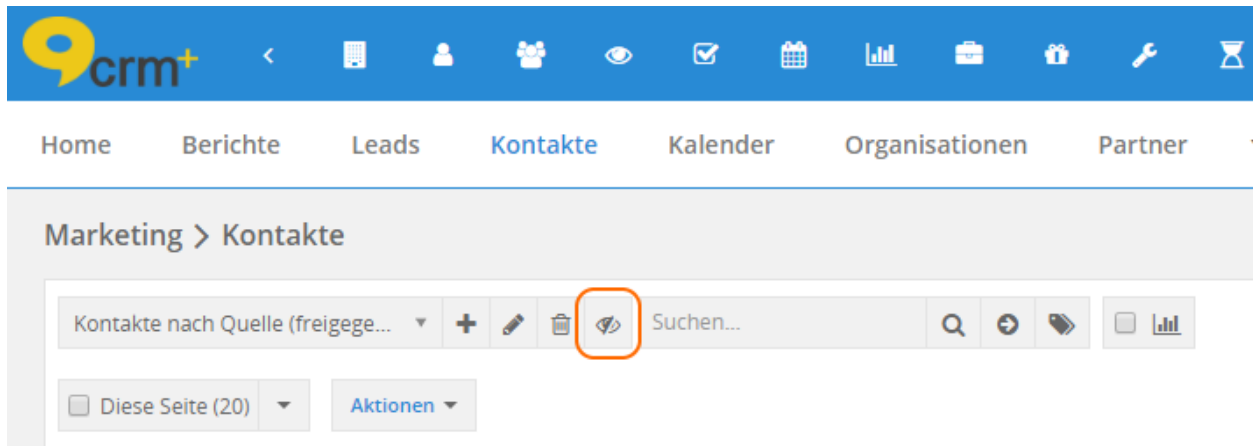 crm+
Home Berichte Leads Kontakte Kalender Organisationen Partner
Marketing > Kontakte
Kontakte nach Quelle (freigege... Suchen...
Diese Seite (20) Aktionen